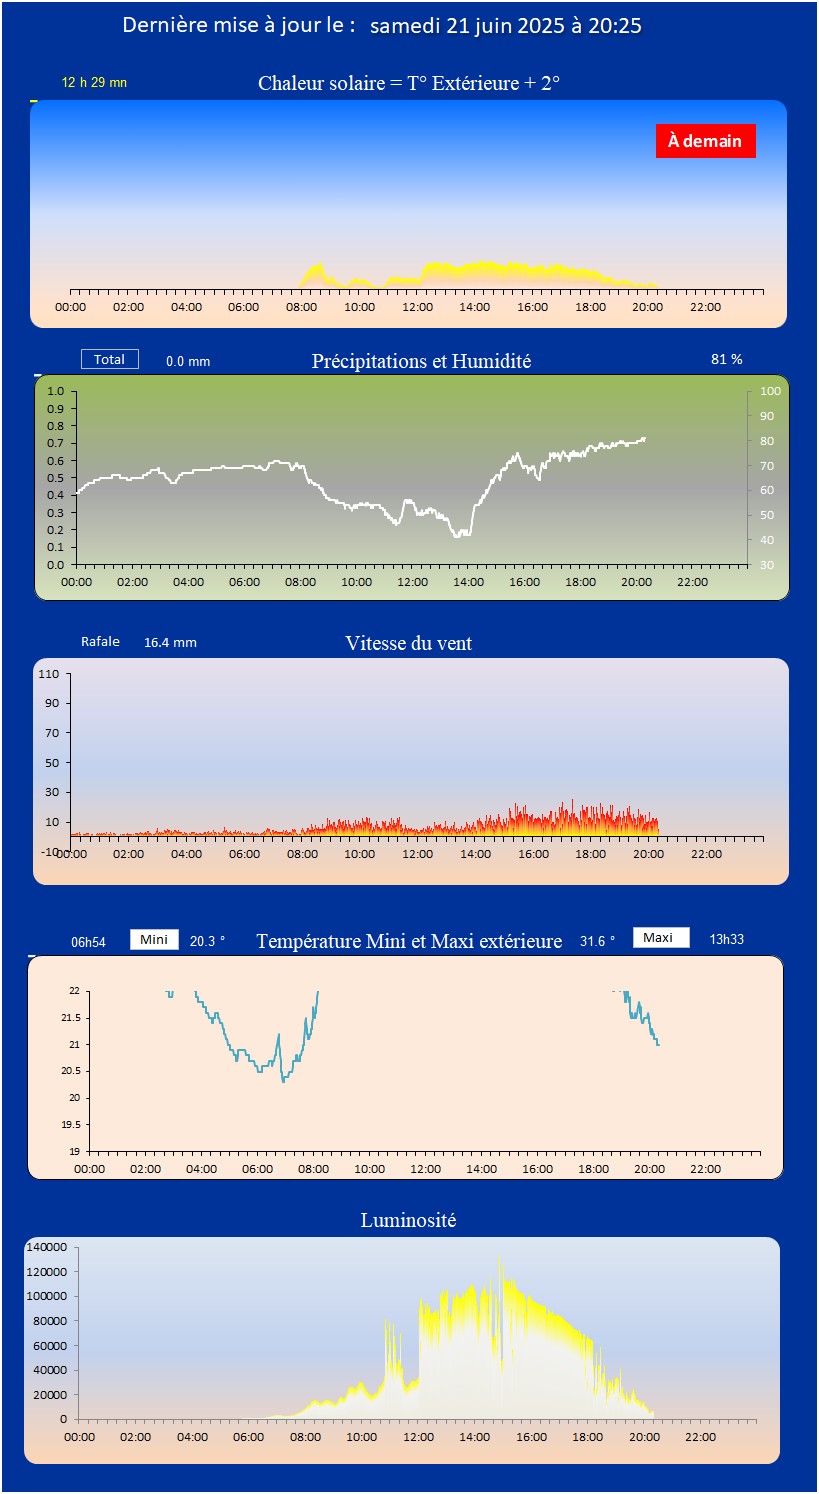 Dernière mise à jour le : samedi 21 juin 2025 à 20:25
12 h 29 mn Chaleur solaire = T° Extérieure + 2°
À demain
00:00 02:00 04:00 06:00 08:00 10:00 12:00 14:00 16:00 18:00 20:00 22:00
Total 0.0 mm Précipitations et Humidité 81 %
1.0 100
0.9 90
0.8 80
0.7
0.6 70
0.5
0.4 60
0.3 50
0.2 40
0.1
0.0 30
00:00 02:00 04:00 06:00 08:00 10:00 12:00 14:00 16:00 18:00 20:00 22:00
Rafale 16.4 mm Vitesse du vent
110
90
70
50
30
10
-10
00:00 02:00 04:00 06:00 08:00 10:00 12:00 14:00 16:00 18:00 20:00 22:00
06h54 Mini 20.3 ° Température Mini et Maxi extérieure 31.6 ° Maxi 13h33
22
21.5
21
20.5
20
19.5
19
00:00 02:00 04:00 06:00 08:00 10:00 12:00 14:00 16:00 18:00 20:00 22:00
Luminosité
140000
120000
100000
80000
60000
40000
20000
0
00:00 02:00 04:00 06:00 08:00 10:00 12:00 14:00 16:00 18:00 20:00 22:00